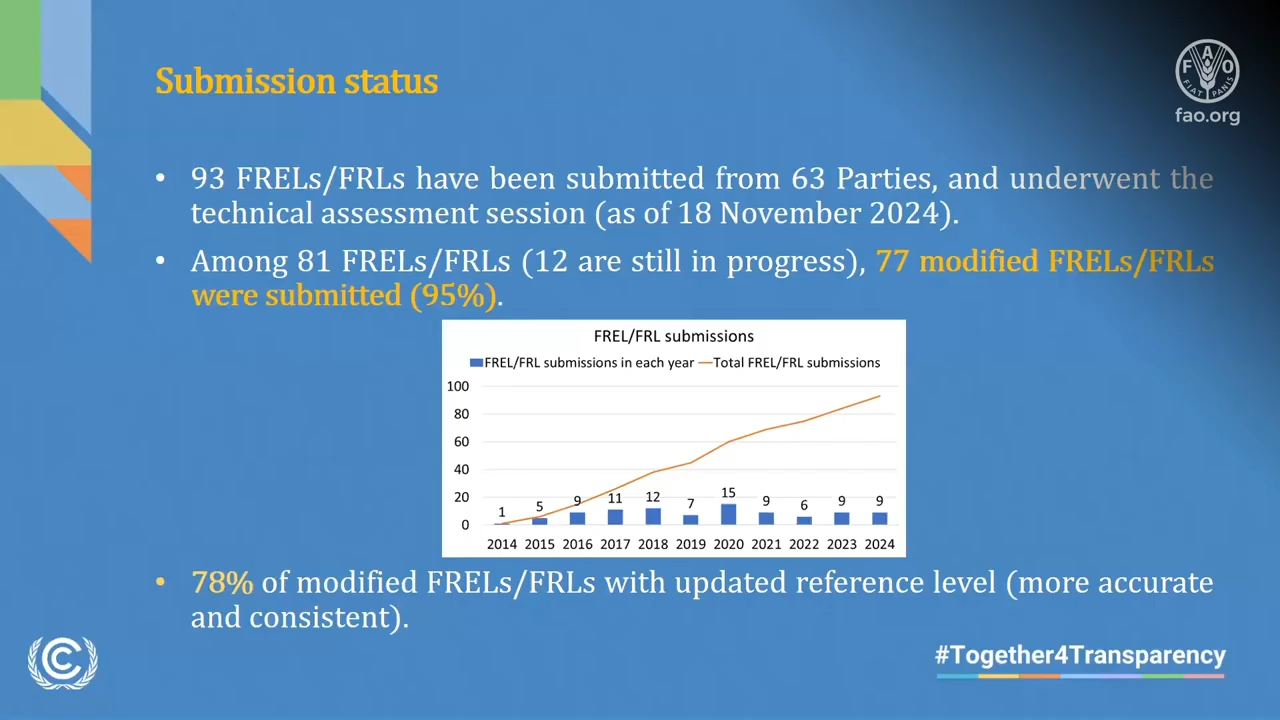 Submission status
F A O
FIAT PANIS
fao.org
• 93 FRELs/FRLs have been submitted from 63 Parties, and underwent the
technical assessment session (as of 18 November 2024).
• Among 81 FRELs/FRLs (12 are still in progress), 77 modified FRELs/FRLs
were submitted (95%).
FREL/FRL submissions
FREL/FRL submissions in each year Total FREL/FRL submissions
100
80
60
40
20
0
1 5 9 11 12 7 15 9 6 9 9
2014 2015 2016 2017 2018 2019 2020 2021 2022 2023 2024
• 78% of modified FRELs/FRLs with updated reference level (more accurate
and consistent).
#Together4Transparency